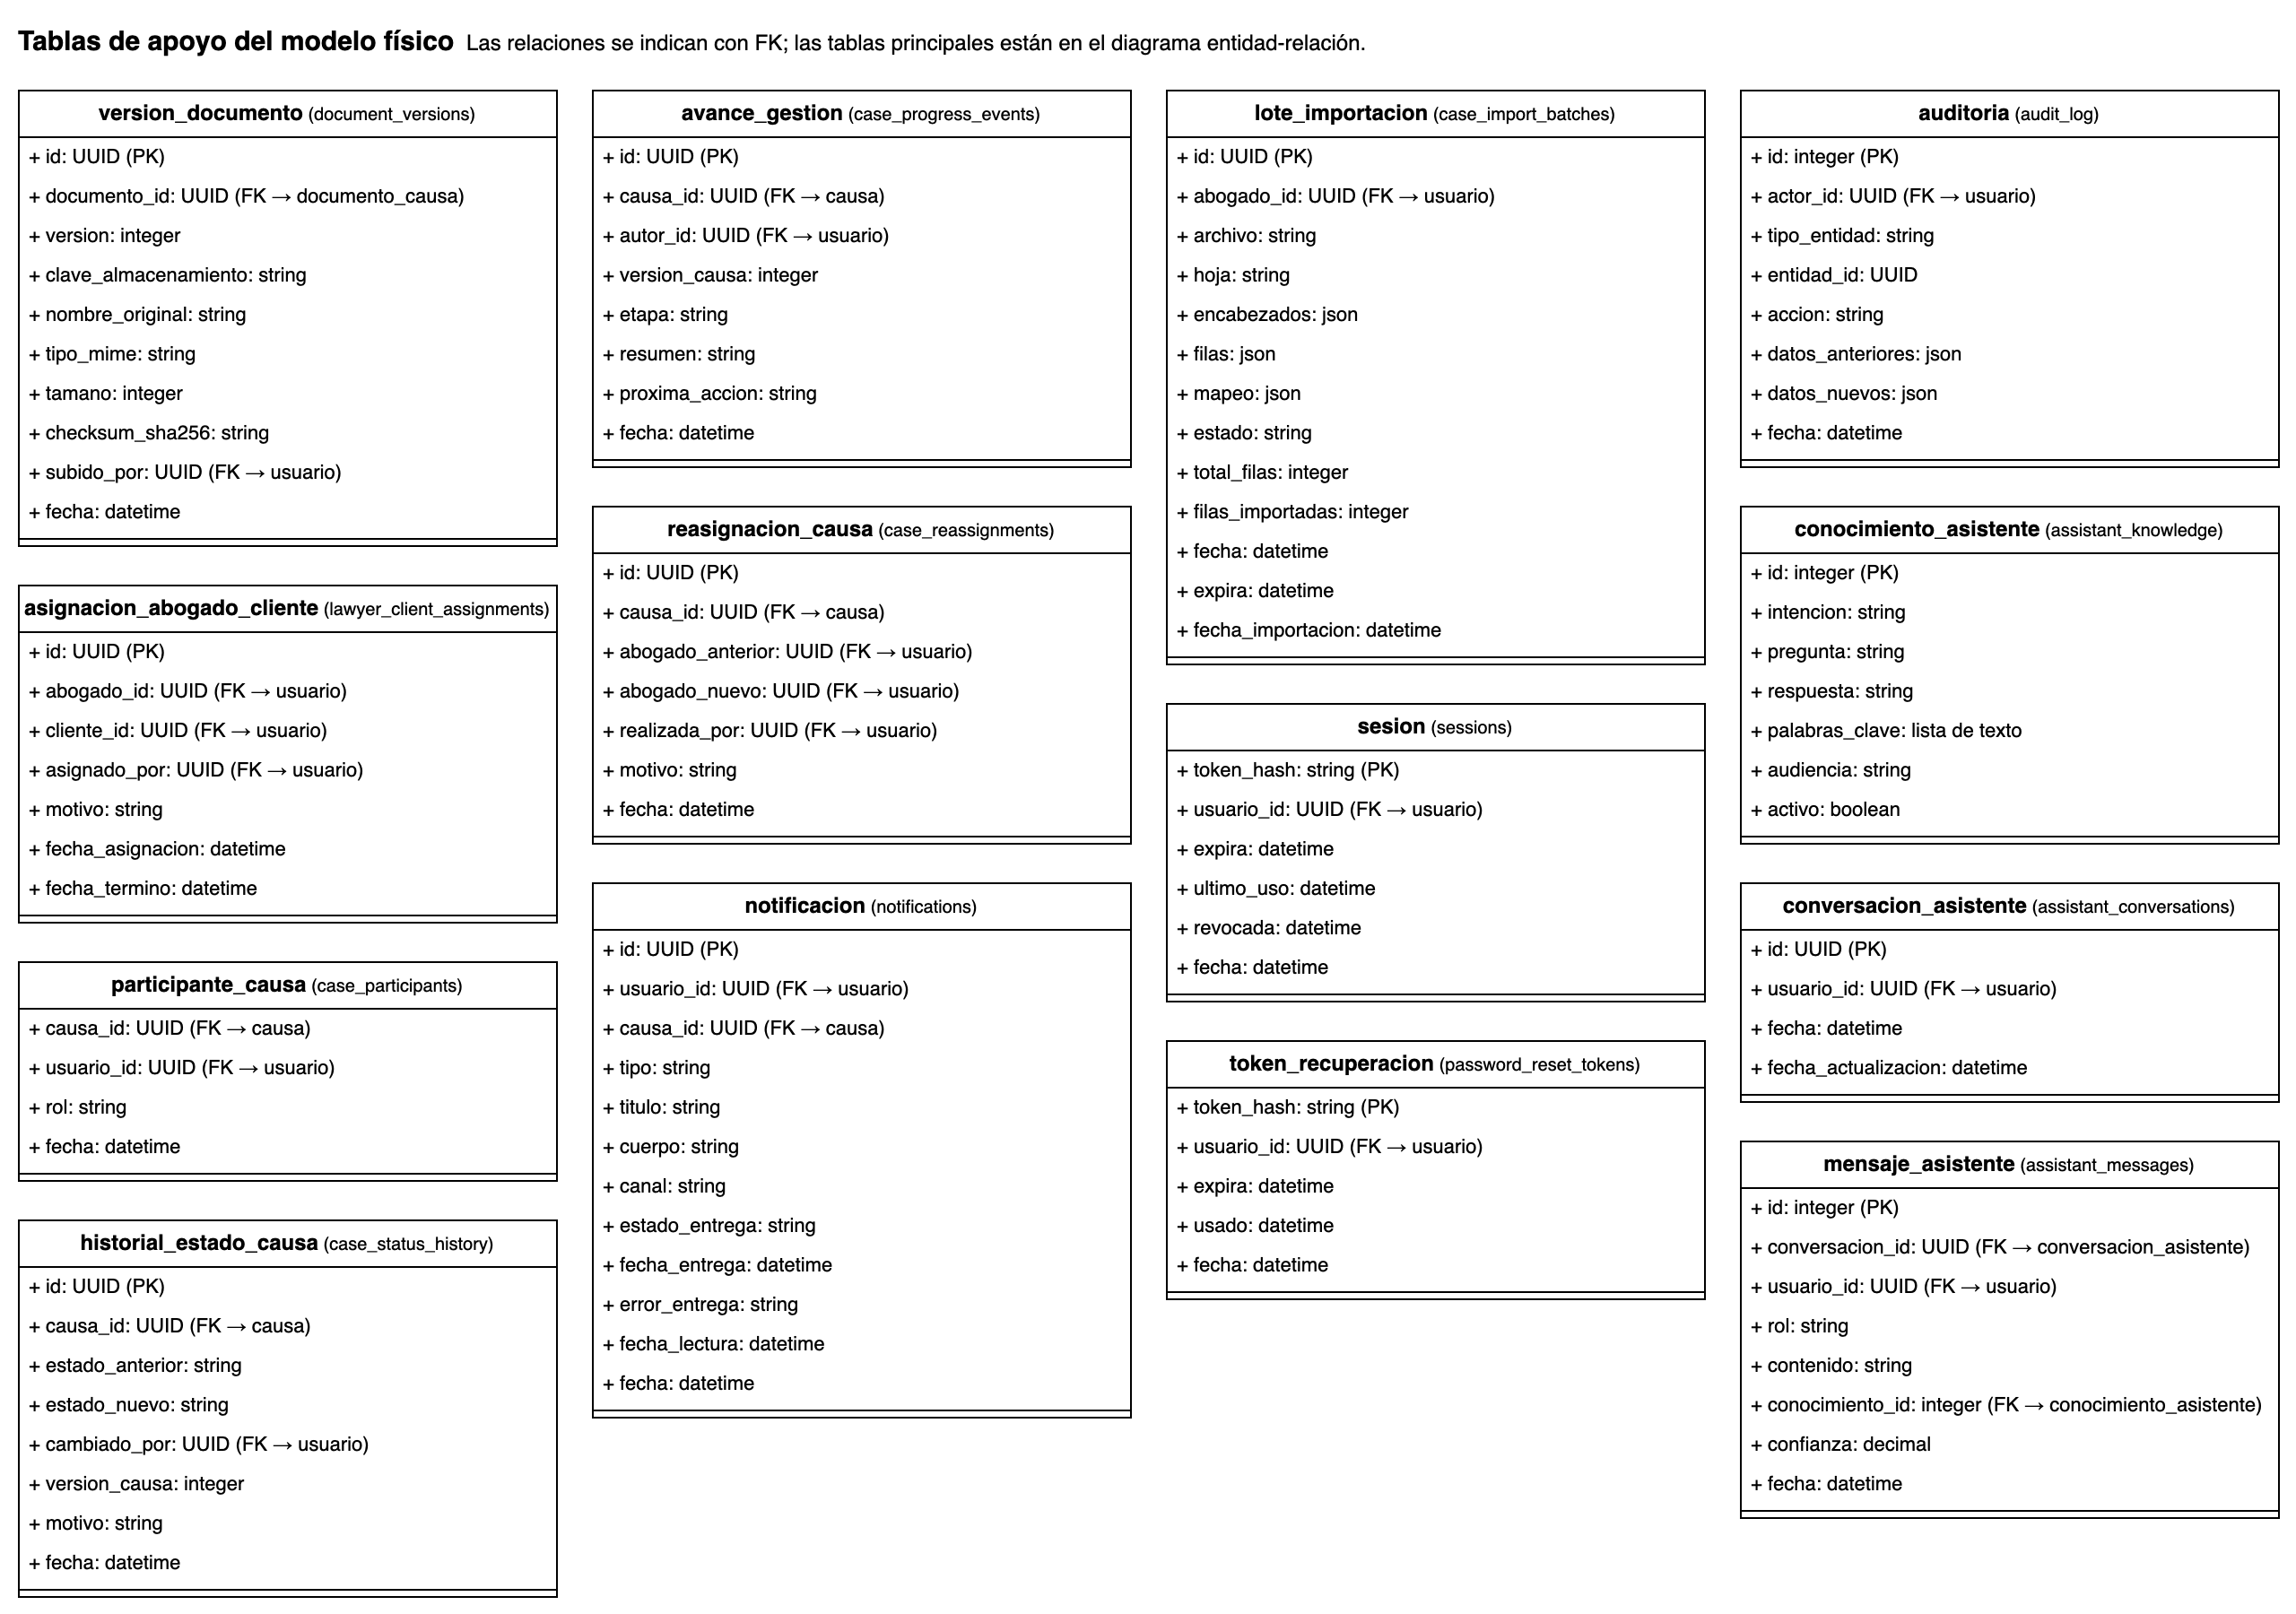 Tablas de apoyo del modelo físico Las relaciones se indican con FK; las tablas principales están en el diagrama entidad-relación.
version_documento (document_versions)
+ id: UUID (PK)
+ documento_id: UUID (FK → documento_causa)
+ version: integer
+ clave_almacenamiento: string
+ nombre_original: string
+ tipo_mime: string
+ tamano: integer
+ checksum_sha256: string
+ subido_por: UUID (FK → usuario)
+ fecha: datetime
asignacion_abogado_cliente (lawyer_client_assignments)
+ id: UUID (PK)
+ abogado_id: UUID (FK → usuario)
+ cliente_id: UUID (FK → usuario)
+ asignado_por: UUID (FK → usuario)
+ motivo: string
+ fecha_asignacion: datetime
+ fecha_termino: datetime
participante_causa (case_participants)
+ causa_id: UUID (FK → causa)
+ usuario_id: UUID (FK → usuario)
+ rol: string
+ fecha: datetime
historial_estado_causa (case_status_history)
+ id: UUID (PK)
+ causa_id: UUID (FK → causa)
+ estado_anterior: string
+ estado_nuevo: string
+ cambiado_por: UUID (FK → usuario)
+ version_causa: integer
+ motivo: string
+ fecha: datetime
avance_gestion (case_progress_events)
+ id: UUID (PK)
+ causa_id: UUID (FK → causa)
+ autor_id: UUID (FK → usuario)
+ version_causa: integer
+ etapa: string
+ resumen: string
+ proxima_accion: string
+ fecha: datetime
reasignacion_causa (case_reassignments)
+ id: UUID (PK)
+ causa_id: UUID (FK → causa)
+ abogado_anterior: UUID (FK → usuario)
+ abogado_nuevo: UUID (FK → usuario)
+ realizada_por: UUID (FK → usuario)
+ motivo: string
+ fecha: datetime
notificacion (notifications)
+ id: UUID (PK)
+ usuario_id: UUID (FK → usuario)
+ causa_id: UUID (FK → causa)
+ tipo: string
+ titulo: string
+ cuerpo: string
+ canal: string
+ estado_entrega: string
+ fecha_entrega: datetime
+ error_entrega: string
+ fecha_lectura: datetime
+ fecha: datetime
lote_importacion (case_import_batches)
+ id: UUID (PK)
+ abogado_id: UUID (FK → usuario)
+ archivo: string
+ hoja: string
+ encabezados: json
+ filas: json
+ mapeo: json
+ estado: string
+ total_filas: integer
+ filas_importadas: integer
+ fecha: datetime
+ expira: datetime
+ fecha_importacion: datetime
sesion (sessions)
+ token_hash: string (PK)
+ usuario_id: UUID (FK → usuario)
+ expira: datetime
+ ultimo_uso: datetime
+ revocada: datetime
+ fecha: datetime
token_recuperacion (password_reset_tokens)
+ token_hash: string (PK)
+ usuario_id: UUID (FK → usuario)
+ expira: datetime
+ usado: datetime
+ fecha: datetime
auditoria (audit_log)
+ id: integer (PK)
+ actor_id: UUID (FK → usuario)
+ tipo_entidad: string
+ entidad_id: UUID
+ accion: string
+ datos_anteriores: json
+ datos_nuevos: json
+ fecha: datetime
conocimiento_asistente (assistant_knowledge)
+ id: integer (PK)
+ intencion: string
+ pregunta: string
+ respuesta: string
+ palabras_clave: lista de texto
+ audiencia: string
+ activo: boolean
conversacion_asistente (assistant_conversations)
+ id: UUID (PK)
+ usuario_id: UUID (FK → usuario)
+ fecha: datetime
+ fecha_actualizacion: datetime
mensaje_asistente (assistant_messages)
+ id: integer (PK)
+ conversacion_id: UUID (FK → conversacion_asistente)
+ usuario_id: UUID (FK → usuario)
+ rol: string
+ contenido: string
+ conocimiento_id: integer (FK → conocimiento_asistente)
+ confianza: decimal
+ fecha: datetime